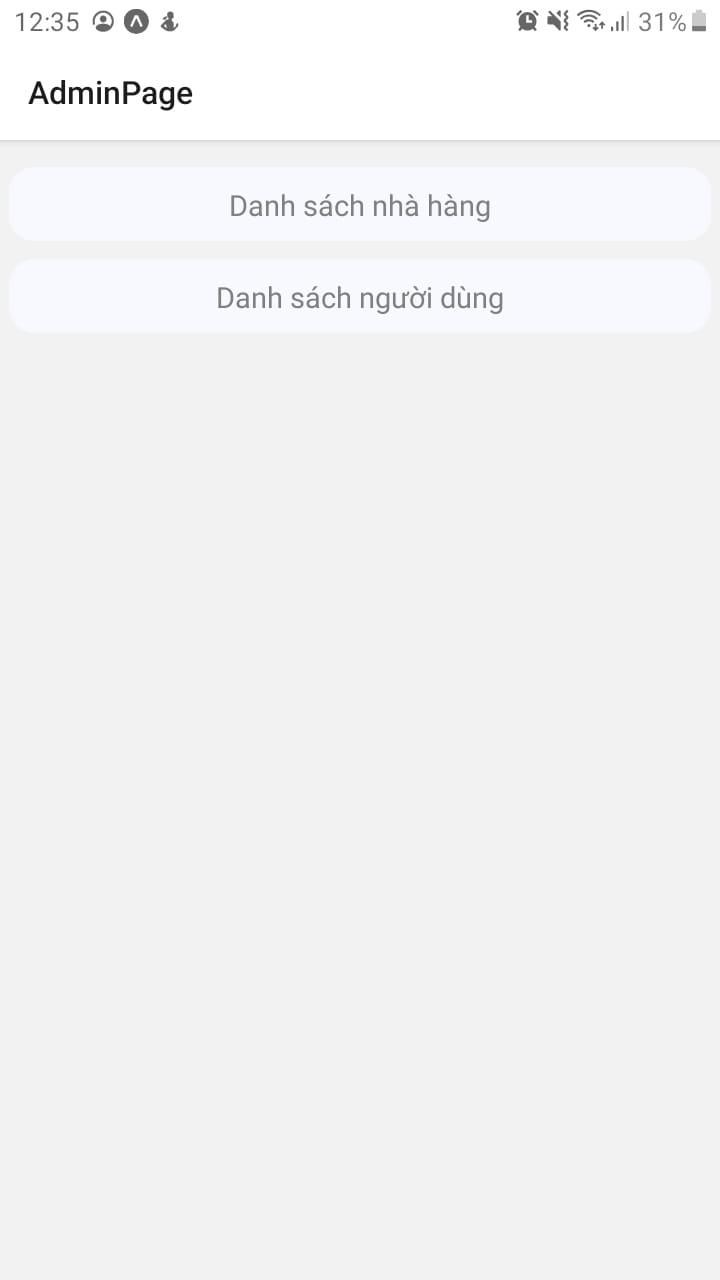 12:35 31%
AdminPage
Danh sách nhà hàng
Danh sách người dùng